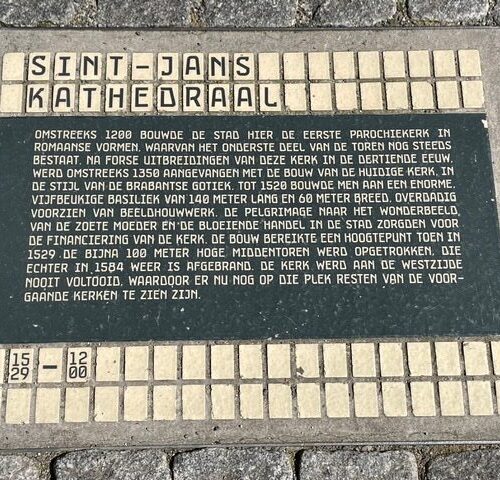 SINT-JANS
KATHEDRAAL
OMSTREEKS 1200 BOUWDE DE STAD HIER DE EERSTE PAROCHIEKERK IN
ROMAANSE VORMEN. WAARVAN HET ONDERSTE DEEL VAN DE TOREN NOG STEEDS
BESTAAT. NA FORSE UITBREIDINGEN VAN DEZE KERK IN DE DERTIENDE EEUW.
WERD OMSTREEKS 1350 AANGEVANGEN MET DE BOUW VAN DE HUIDIGE KERK. IN
DE STIJL VAN DE BRABANTSE GOTIEK. TOT 1520 BOUWDE MEN AAN EEN ENORME.
VIJFBEUKIGE BASILIEK VAN 140 METER LANG EN 60 METER BREED. OVERDADIG
VOORZIEN VAN BEELDHOUWWERK. DE PELGRIMAGE NAAR HET WONDERBEELD
VAN DE ZOETE MOEDER EN DE BLOEIENDE HANDEL IN DE STAD ZORGDEN VOOR
DE FINANCIERING VAN DE KERK. DE BOUW BEREIKTE EEN HOOGTEPUNT TOEN IN
1529 DE BIJNA 100 METER HOGE MIDDENTOREN WERD OPGETROKKEN. DIE
ECHTER IN 1584 WEER IS AFGEBRAND. DE KERK WERD AAN DE WESTZIJDE
NOOIT VOLTOOID. WAARDOOR ER NU NOG OP DIE PLEK RESTEN VAN DE VOOR-
GAANDE KERKEN TE ZIEN ZIJN.
15 — 12
29 00